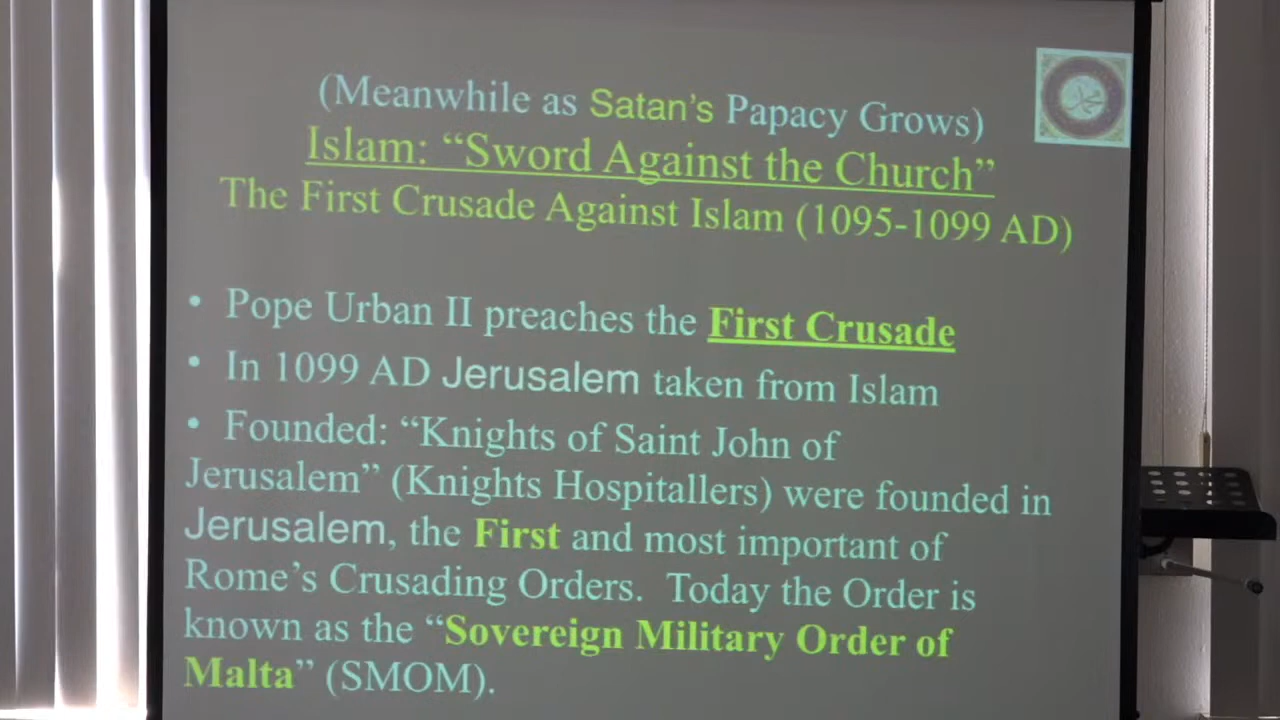 (Meanwhile as Satan's Papacy Grows)
Islam: “Sword Against the Church”
The First Crusade Against Islam (1095-1099 AD)
• Pope Urban II preaches the First Crusade
• In 1099 AD Jerusalem taken from Islam
• Founded: “Knights of Saint John of
Jerusalem” (Knights Hospitallers) were founded in
Jerusalem, the First and most important of
Rome’s Crusading Orders. Today the Order is
known as the “Sovereign Military Order of
Malta” (SMOM).